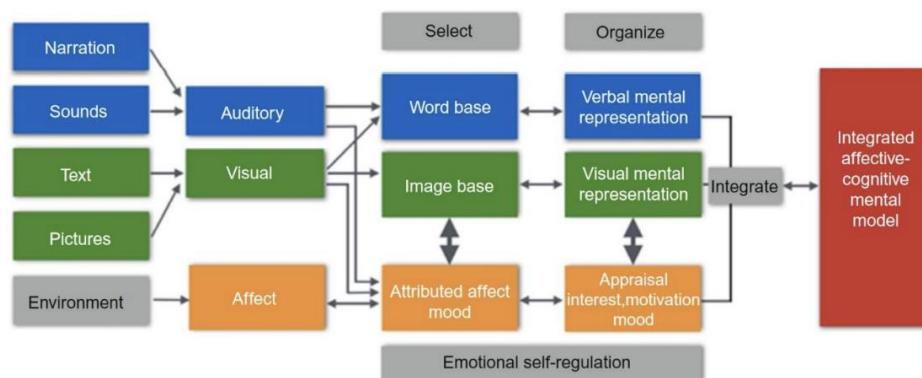 Select
Organize
Narration
Sounds
Auditory
Word base
Verbal mental
representation
Text
Visual
Image base
Visual mental
representation
Integrate
Integrated
affective-
cognitive
mental
model
Pictures
Environment
Affect
Attributed affect
mood
Appraisal
interest,motivation
mood
Emotional self-regulation